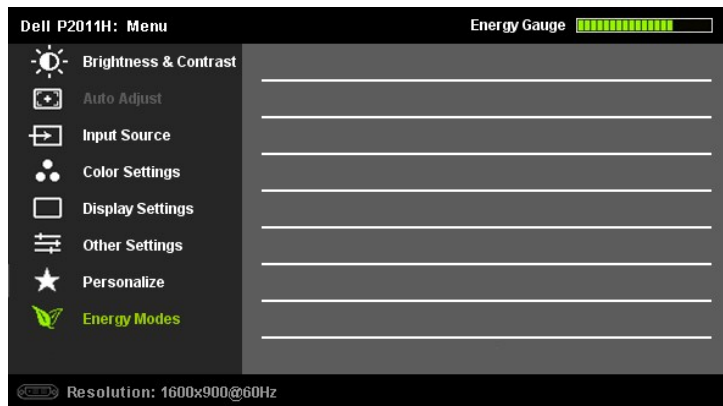 Dell P2011H: Menu
Energy Gauge
Brightness & Contrast
Auto Adjust
Input Source
Color Settings
Display Settings
Other Settings
Personalize
Energy Modes
Resolution: 1600x900@60Hz